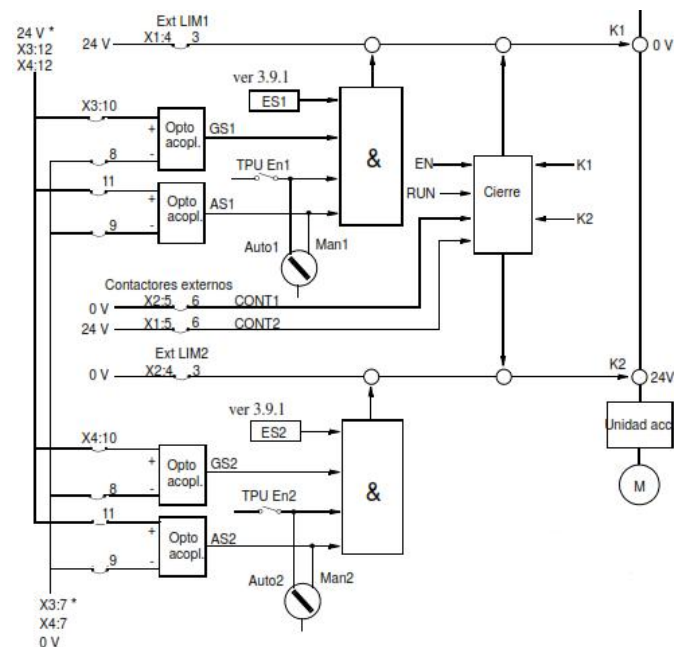 Ext LIM1
24 V *
X3:12
X4:12
24 V
X1:4 3
K1
0 V
ver 3.9.1
ES1
X3:10
Opto
acopl.
+
-
GS1
8
TPU En1
&
EN
RUN
Cierre
K1
K2
11
Opto
acopl.
+
-
AS1
9
Auto1
Man1
Contactores externos
0 V
X2:5 6
CONT1
24 V
X1:5 6
CONT2
Ext LIM2
0 V
X2:4 3
K2
24V
ver 3.9.1
ES2
Unidad acc
M
X4:10
Opto
acopl.
+
-
GS2
8
TPU En2
&
11
Opto
acopl.
+
-
AS2
9
Auto2
Man2
X3:7 *
X4:7
0 V